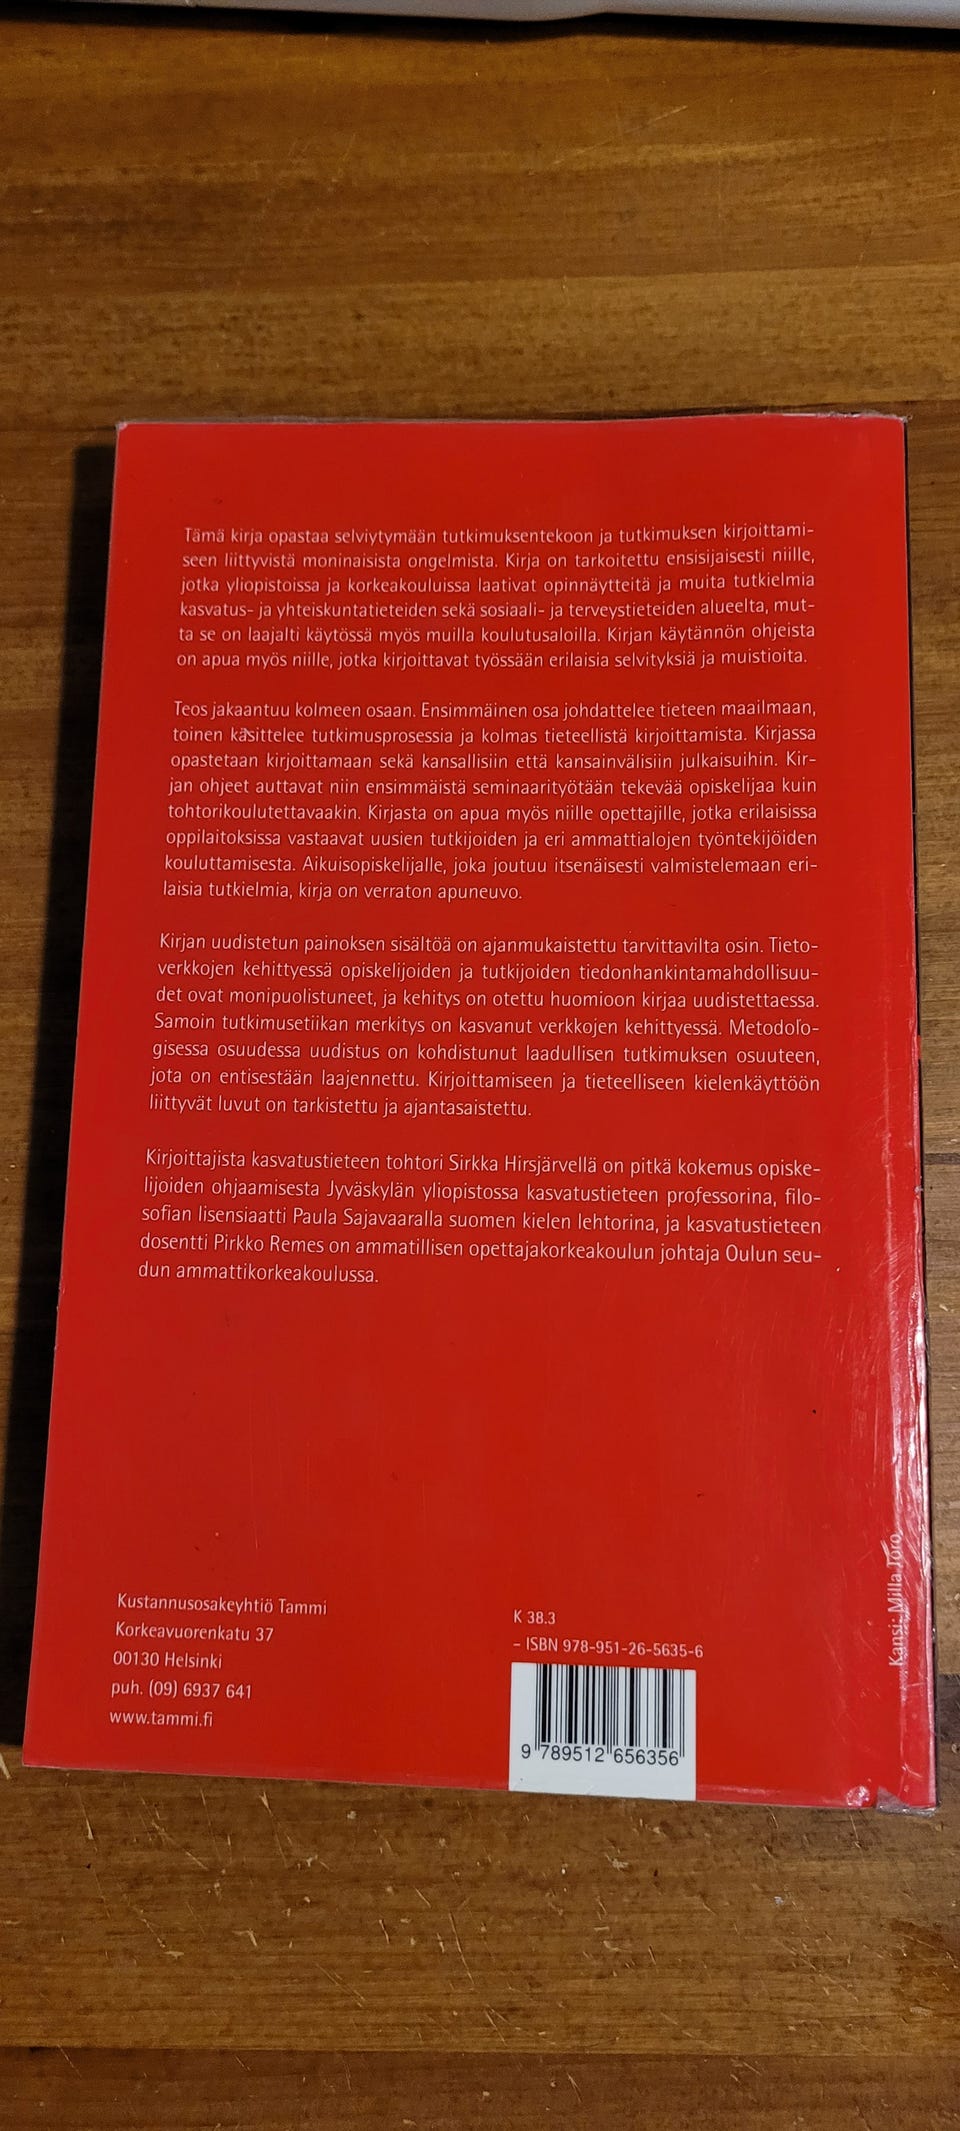 Tämä kirja opastaa selviytymään tutkimuksentekoon ja tutkimuksen kirjoittami-
seen liittyvistä moninaisista ongelmista. Kirja on tarkoitettu ensisijaisesti niille,
jotka yliopistoissa ja korkeakouluissa laativat opinnäytteitä ja muita tutkielmia
kasvatus- ja yhteiskuntatieteiden sekä sosiaali- ja terveystieteiden alueelta, mut-
ta se on laajalti käytössä myös muilla koulutusaloilla. Kirjan käytännön ohjeista
on apua myös niille, jotka kirjoittavat työssään erilaisia selvityksiä ja muistioita.
Teos jakaantuu kolmeen osaan. Ensimmäinen osa johdattelee tieteen maailmaan,
toinen käsittelee tutkimusprosessia ja kolmas tieteellistä kirjoittamista. Kirjassa
opastetaan kirjoittamaan sekä kansallisiin että kansainvälisiin julkaisuihin. Kir-
jan ohjeet auttavat niin ensimmäistä seminaarityötään tekevää opiskelijaa kuin
tohtorikoulutettavaakin. Kirjasta on apua myös niille opettajille, jotka erilaisissa
oppilaitoksissa vastaavat uusien tutkijoiden ja eri ammattialojen työntekijöiden
kouluttamisesta. Aikuisopiskelijalle, joka joutuu itsenäisesti valmistelemaan eri-
laisia tutkielmia, kirja on verraton apuneuvo.
Kirjan uudistetun painoksen sisältöä on ajanmukaistettu tarvittavilta osin. Tieto-
verkkojen kehittyessä opiskelijoiden ja tutkijoiden tiedonhankintamahdollisuu-
det ovat monipuolistuneet, ja kehitys on otettu huomioon kirjaa uudistettaessa.
Samoin tutkimusetiikan merkitys on kasvanut verkkojen kehittyessä. Metodolo-
gisessa osuudessa uudistus on kohdistunut laadullisen tutkimuksen osuuteen,
jota on entisestään laajennettu. Kirjoittamiseen ja tieteelliseen kielenkäyttöön
liittyvät luvut on tarkistettu ja ajantasaistettu.
Kirjoittajista kasvatustieteen tohtori Sirkka Hirsjärvellä on pitkä kokemus opiske-
lijoiden ohjaamisesta Jyväskylän yliopistossa kasvatustieteen professorina, filo-
sofian lisensiaatti Paula Sajavaaralla suomen kielen lehtorina, ja kasvatustieteen
dosentti Pirkko Remes on ammatillisen opettajakorkeakoulun johtaja Oulun seu-
dun ammattikorkeakoulussa.
Kustannusosakeyhtiö Tammi
Korkeavuorenkatu 37
00130 Helsinki
puh. (09) 6937 641
www.tammi.fi
K 38.3
– ISBN 978-951-26-5635-6
9 789512 656356
Kansi: Milla Toro